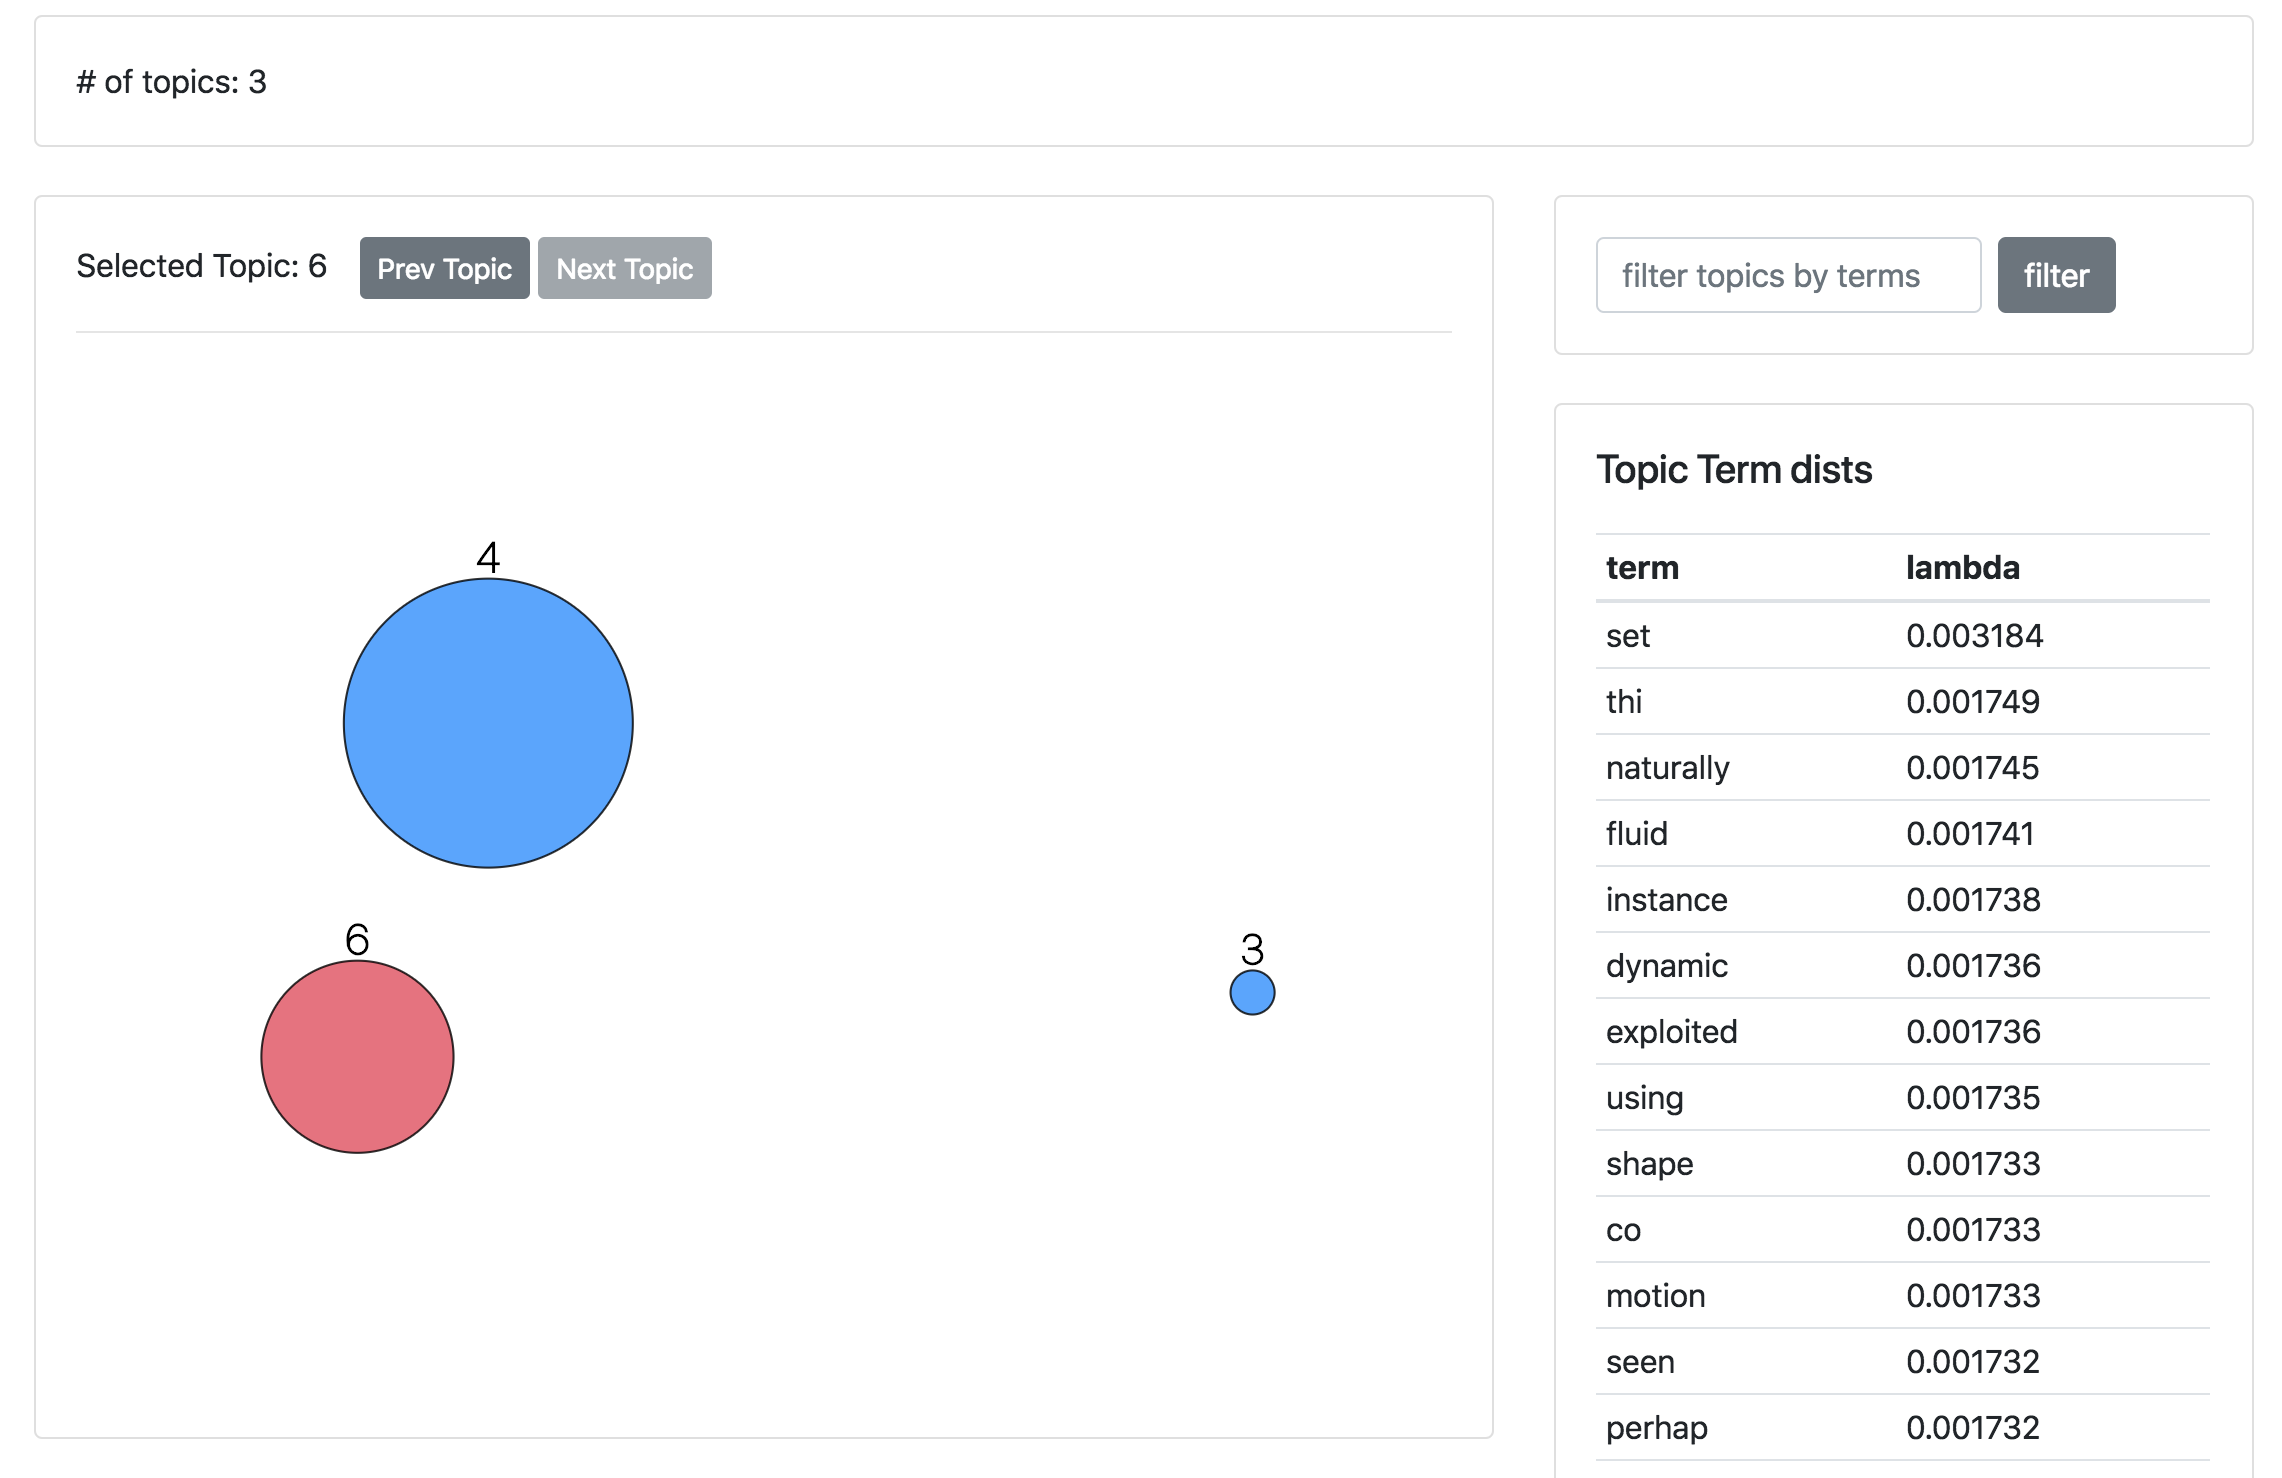 # of topics: 3
Selected Topic: 6 Prev Topic Next Topic
4
6
3
filter topics by terms filter
Topic Term dists
term lambda
set 0.003184
thi 0.001749
naturally 0.001745
fluid 0.001741
instance 0.001738
dynamic 0.001736
exploited 0.001736
using 0.001735
shape 0.001733
co 0.001733
motion 0.001733
seen 0.001732
perhap 0.001732